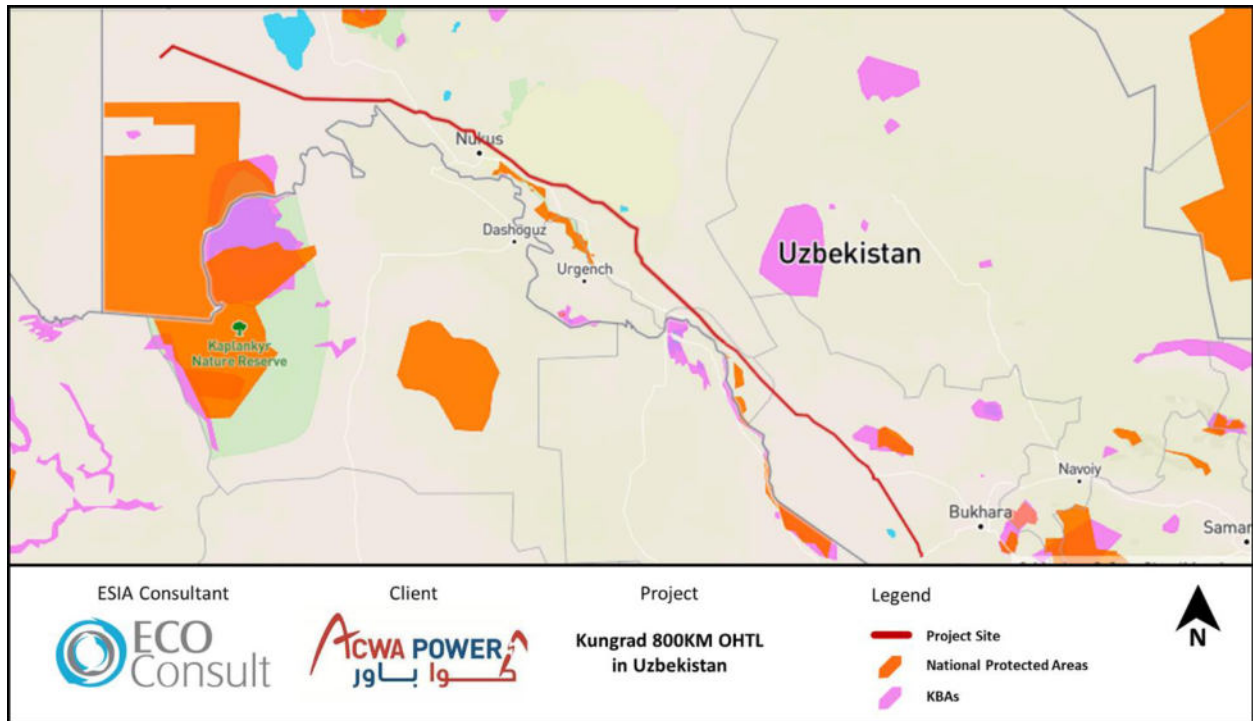 Nukus
Dashoguz
Urgench
Uzbekistan
Kaplankyr
Nature Reserve
Navoiy
Bukhara
Samar
ESIA Consultant
Client
Project
Legend
ECO
Consult
ACWA POWER
أكوا باور
Kungrad 800KM OHTL
in Uzbekistan
Project Site
National Protected Areas
KBAs
N